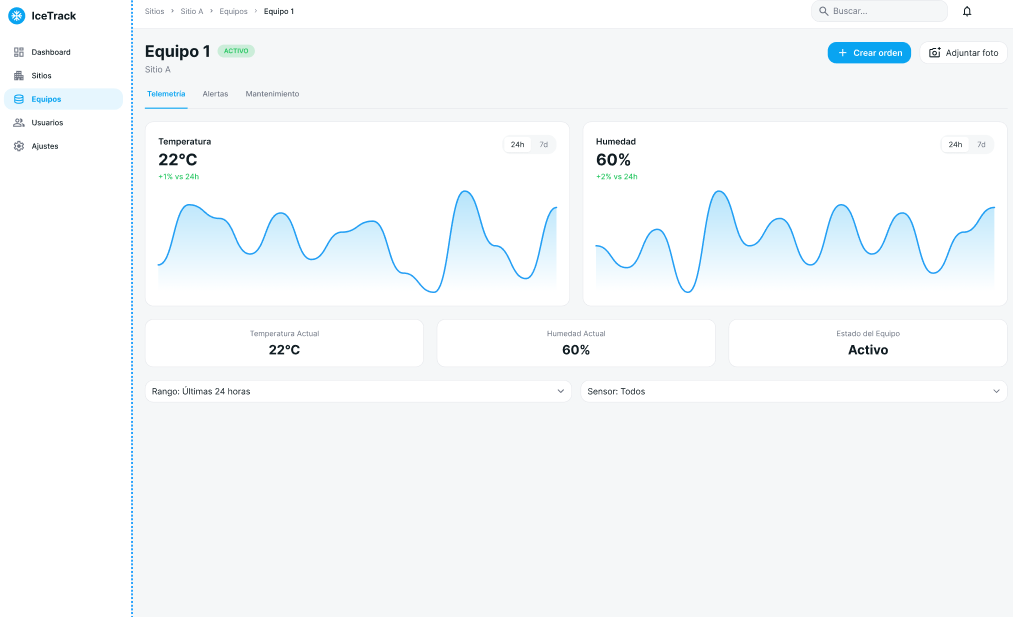 IceTrack
Dashboard
Sitios
Equipos
Usuarios
Ajustes
Sitios > Sitio A > Equipos > Equipo 1
Buscar...
Equipo 1 ACTIVO
Sitio A
Crear orden
Adjuntar foto
Telemetría Alertas Mantenimiento
Temperatura
22°C
+1% vs 24h
24h 7d
Humedad
60%
+2% vs 24h
24h 7d
Temperatura Actual
22°C
Humedad Actual
60%
Estado del Equipo
Activo
Rango: Últimas 24 horas
Sensor: Todos